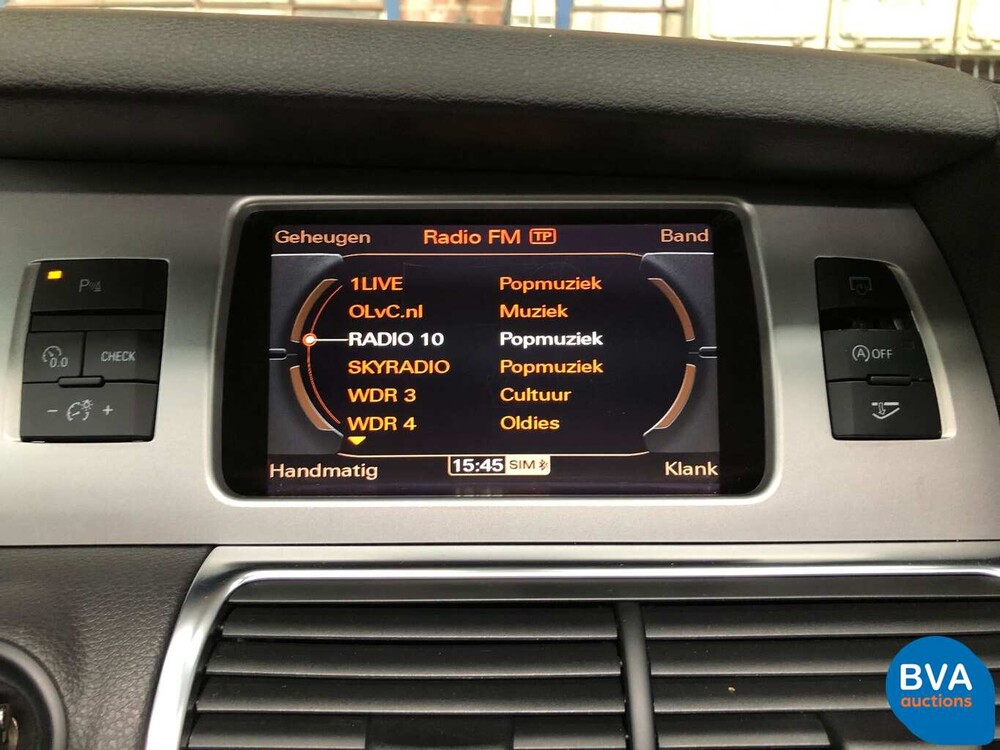 Geheugen Radio FM TP Band
1LIVE Popmuziek
OLvC.nl Muziek
RADIO 10 Popmuziek
SKYRADIO Popmuziek
WDR 3 Cultuur
WDR 4 Oldies
Handmatig 15:45 SIM Klank
P
0.0 CHECK
- +
A OFF
BVA
auctions